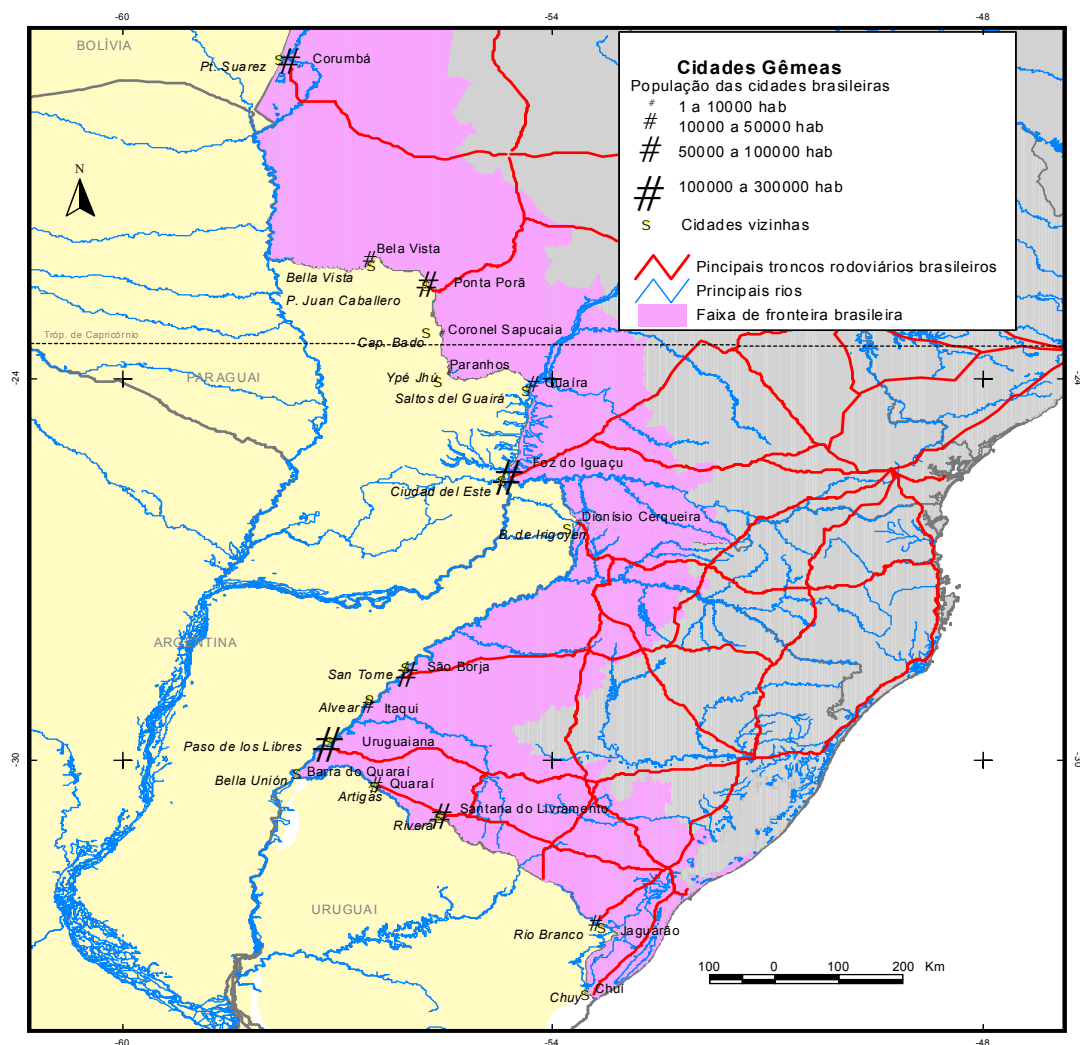 -60
-54
-48
BOLÍVIA
Pt. Suarez
Corumbá
Cidades Gêmeas
População das cidades brasileiras
# 1 a 10000 hab
# 10000 a 50000 hab
# 50000 a 100000 hab
# 100000 a 300000 hab
S Cidades vizinhas
Pincipais troncos rodoviários brasileiros
Principais rios
Faixa de fronteira brasileira
N
Bela Vista
Bella Vista
Ponta Porã
P. Juan Caballero
Coronel Sapucaia
Tróp. de Capricórnio
Cap. Bado
Paranhos
-24
PARAGUAI
Ypé Jhú
Guaíra
-24
Saltos del Guairá
Foz do Iguaçu
Ciudad del Este
Dionísio Cerqueira
B. de Irigoyen
ARGENTINA
São Borja
San Tome
Alvear
Itaqui
Paso de los Libres
Uruguaiana
-30
-30
Bella Unión
Barra do Quaraí
Quaraí
Artigas
Santana do Livramento
Rivera
URUGUAI
Rio Branco
Jaguarão
100 0 100 200 Km
Chuy
Chuí
-60
-54
-48